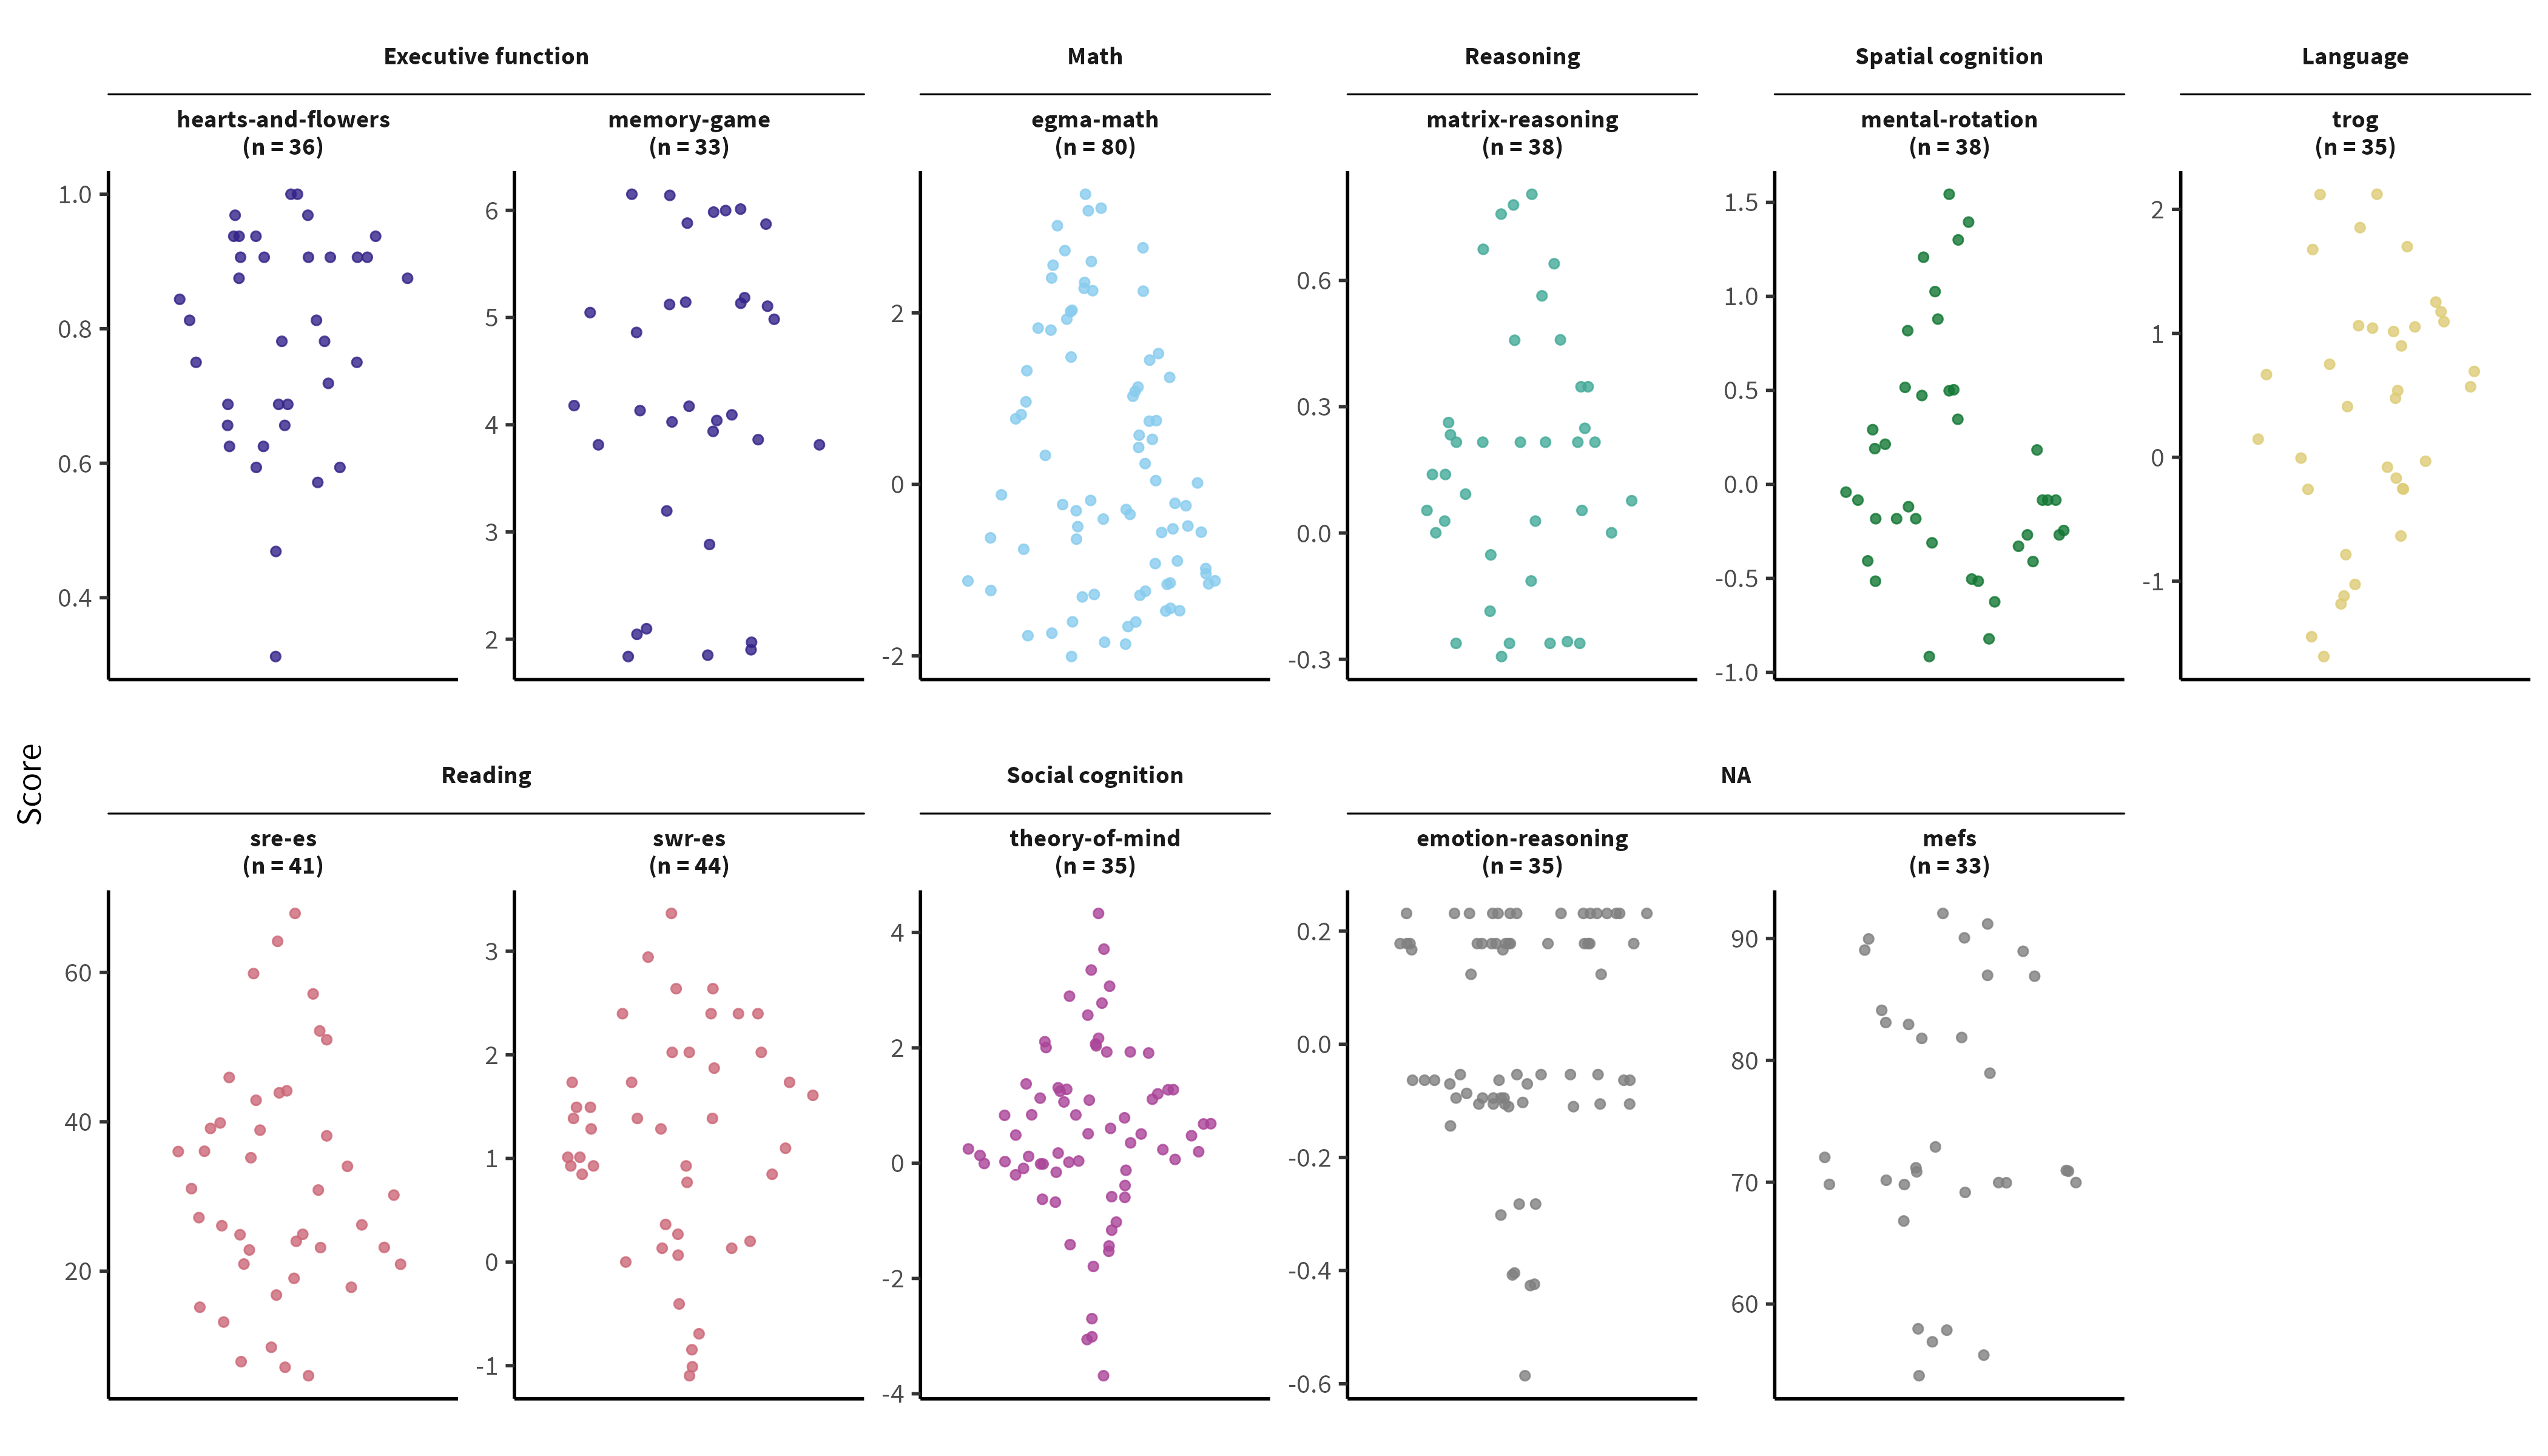 Executive function
Math
Reasoning
Spatial cognition
Language
hearts-and-flowers
(n = 36)
memory-game
(n = 33)
egma-math
(n = 80)
matrix-reasoning
(n = 38)
mental-rotation
(n = 38)
trog
(n = 35)
1.0
0.8
0.6
0.4
6
5
4
3
2
2
0
-2
0.6
0.3
0.0
-0.3
1.5
1.0
0.5
0.0
-0.5
-1.0
2
1
0
-1
Score
Reading
Social cognition
NA
sre-es
(n = 41)
swr-es
(n = 44)
theory-of-mind
(n = 35)
emotion-reasoning
(n = 35)
mefs
(n = 33)
60
40
20
3
2
1
0
-1
4
2
0
-2
-4
0.2
0.0
-0.2
-0.4
-0.6
90
80
70
60